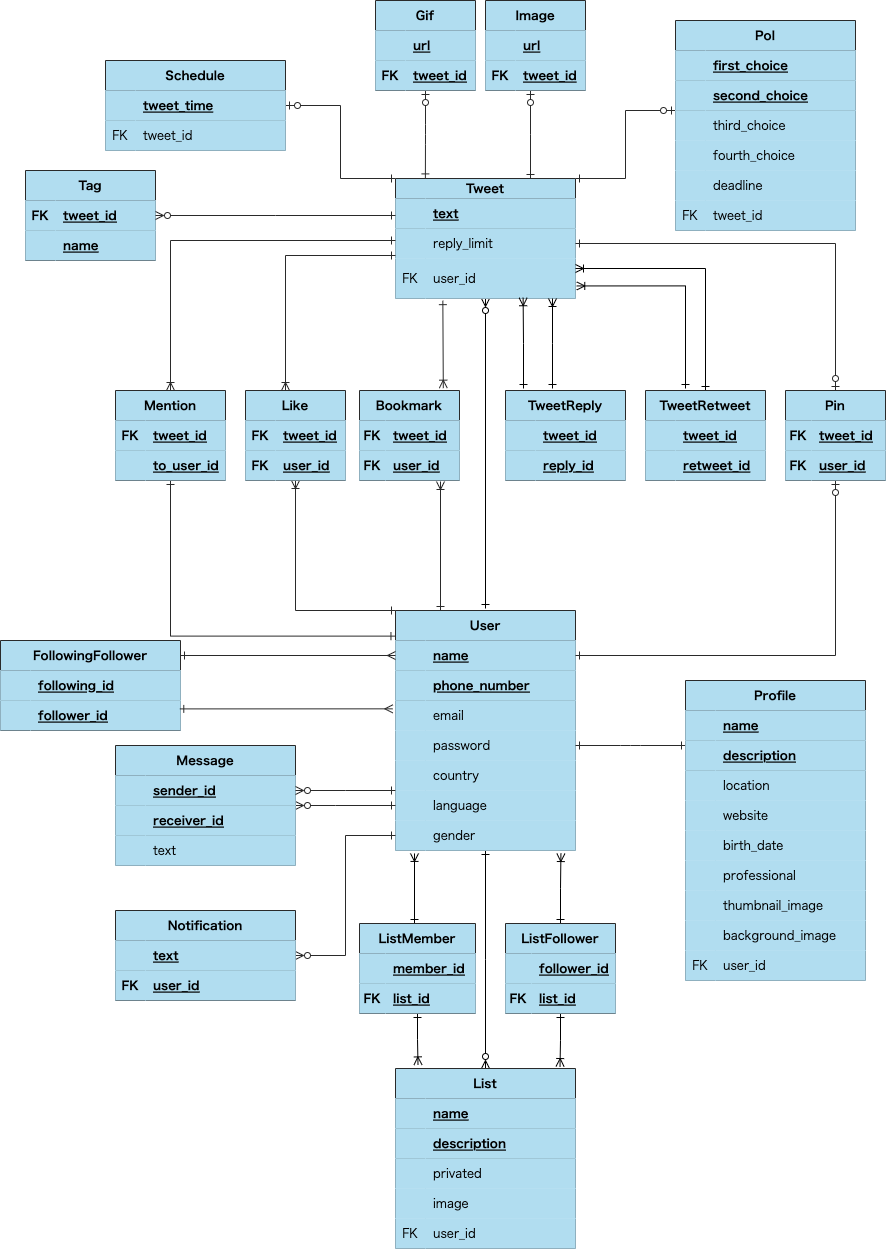 Gif
url
FK tweet_id
Image
url
FK tweet_id
Pol
first_choice
second_choice
third_choice
fourth_choice
deadline
FK tweet_id
Schedule
tweet_time
FK tweet_id
Tag
FK tweet_id
name
Tweet
text
reply_limit
FK user_id
Mention
FK tweet_id
to_user_id
Like
FK tweet_id
FK user_id
Bookmark
FK tweet_id
FK user_id
TweetReply
tweet_id
reply_id
TweetRetweet
tweet_id
retweet_id
Pin
FK tweet_id
FK user_id
User
name
phone_number
email
password
country
language
gender
FollowingFollower
following_id
follower_id
Message
sender_id
receiver_id
text
Profile
name
description
location
website
birth_date
professional
thumbnail_image
background_image
FK user_id
Notification
text
FK user_id
ListMember
member_id
FK list_id
ListFollower
follower_id
FK list_id
List
name
description
privated
image
FK user_id